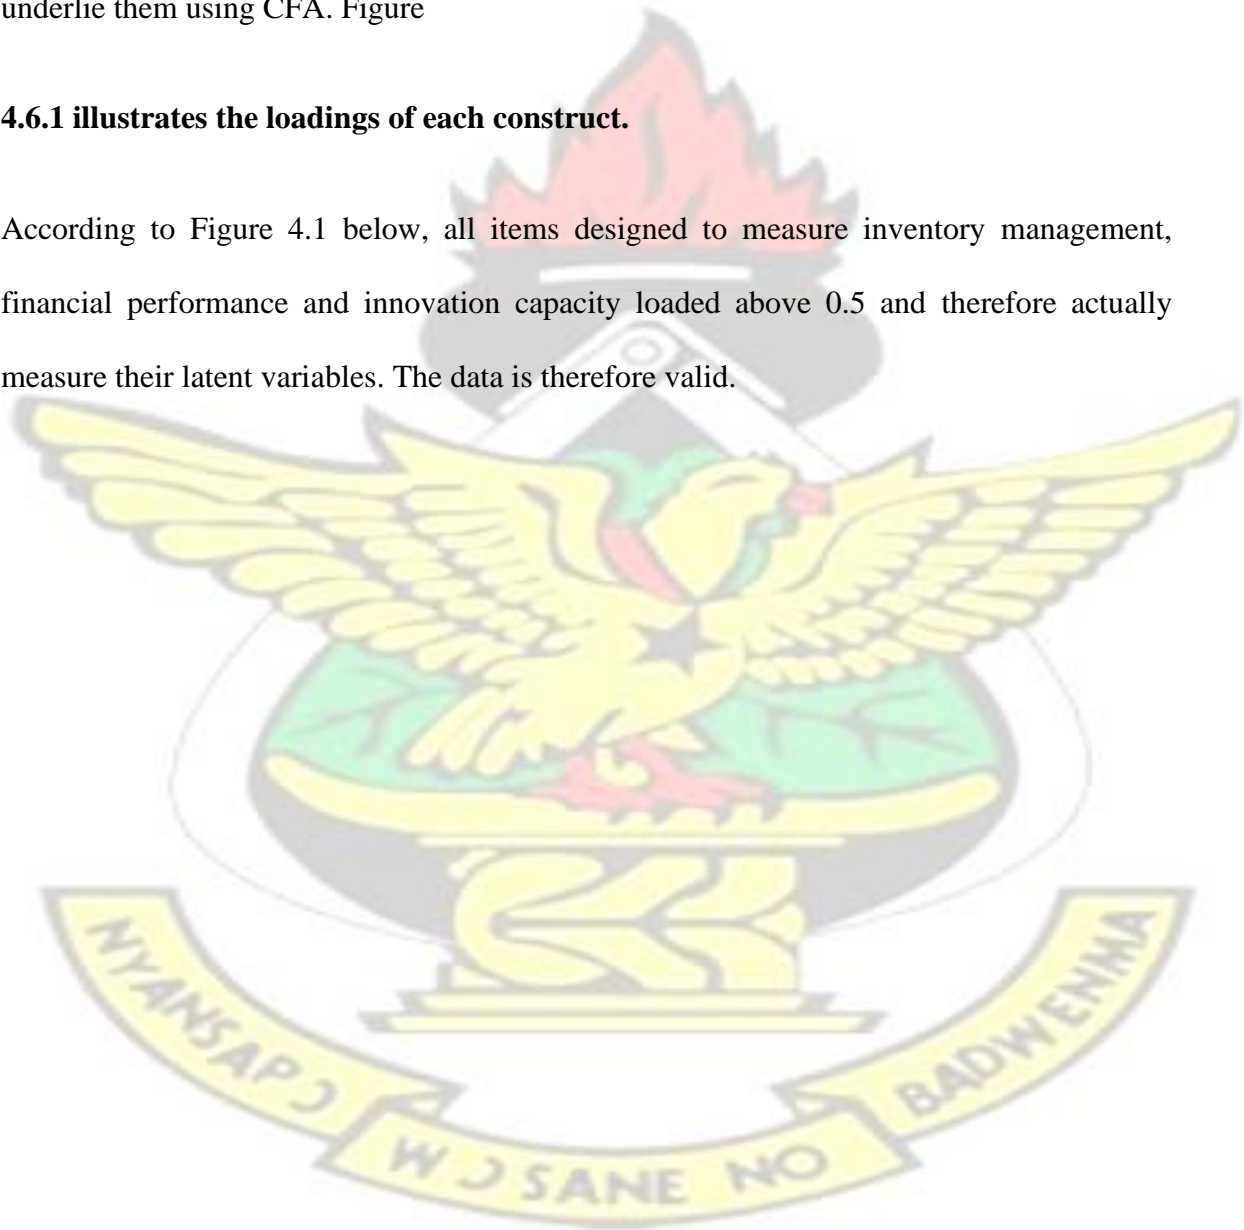 underlie them using CFA. Figure
4.6.1 illustrates the loadings of each construct.
According to Figure 4.1 below, all items designed to measure inventory management,
financial performance and innovation capacity loaded above 0.5 and therefore actually
measure their latent variables. The data is therefore valid.
NYANSAPƆ
WƆSANE NO
BADWENMA